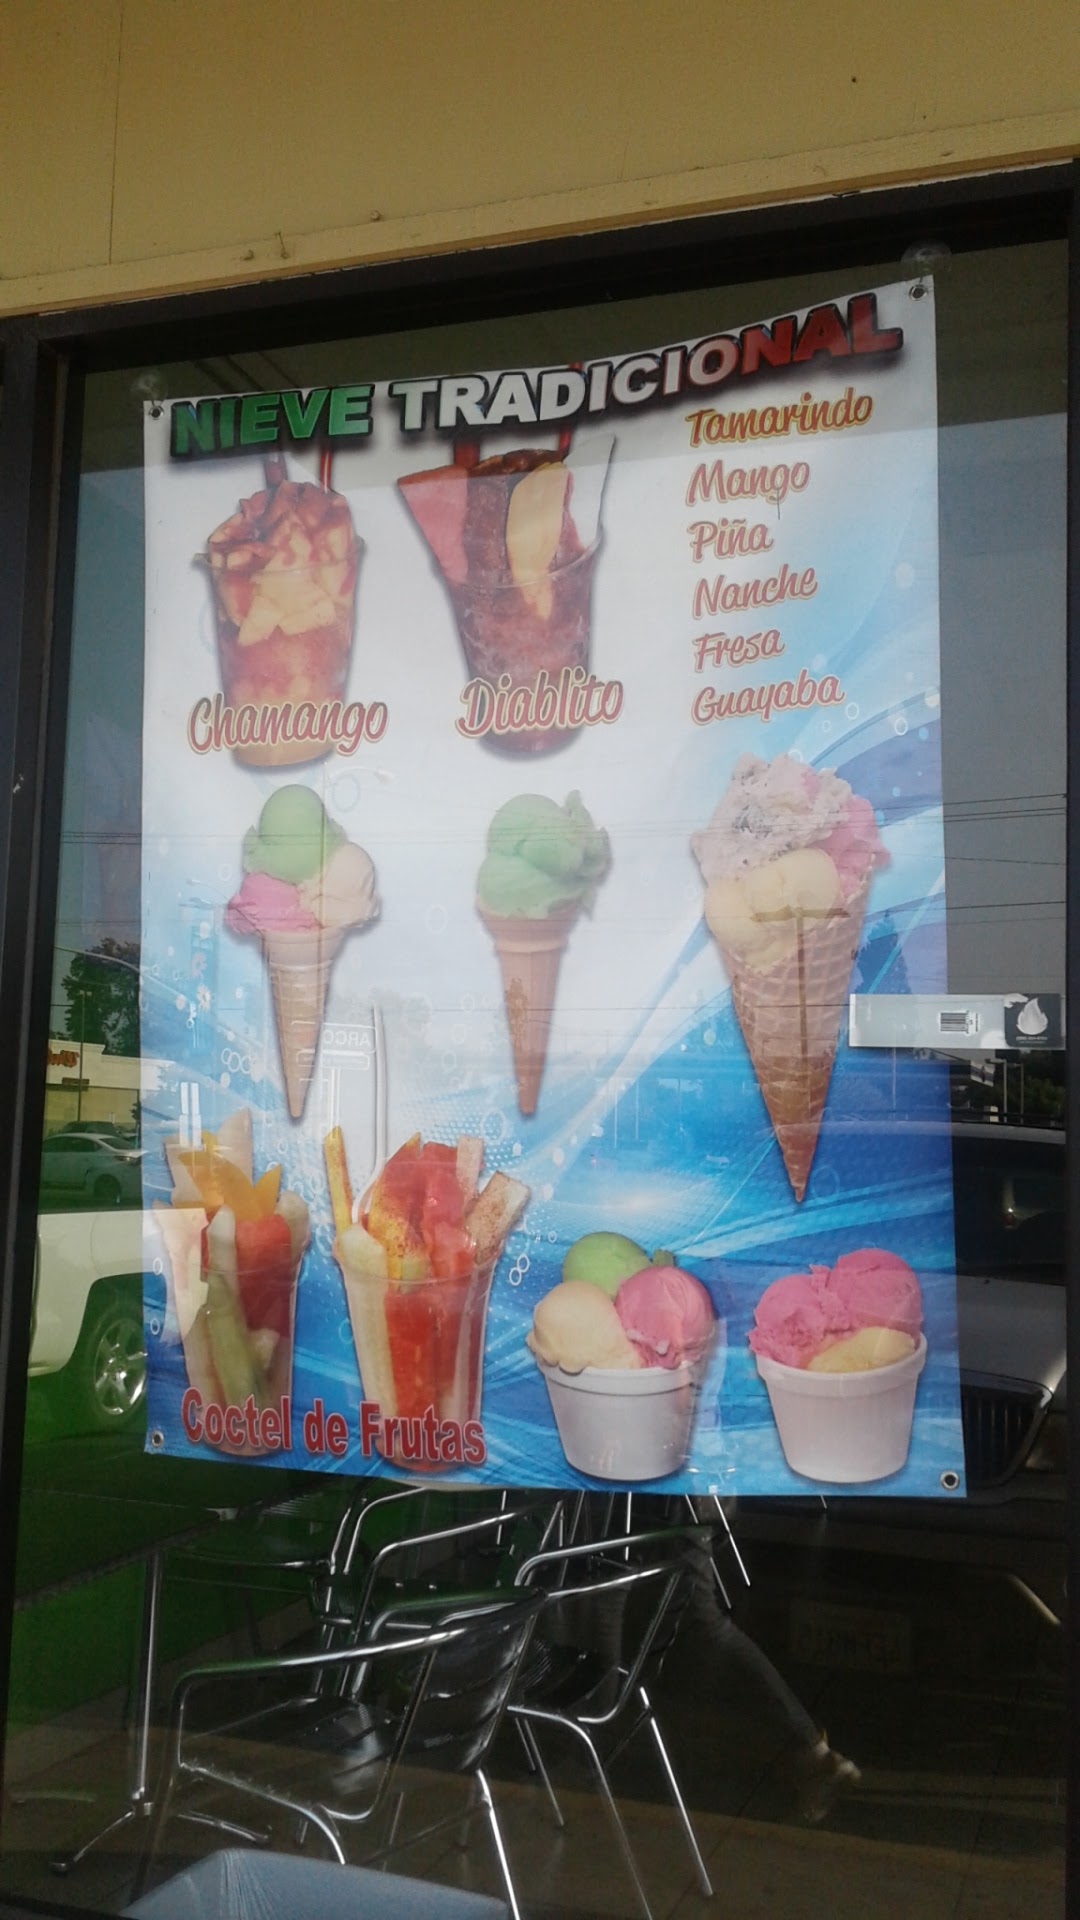 NIEVE TRADICIONAL
Tamarindo
Mango
Piña
Nanche
Fresa
Guayaba
Chamango
Diablito
Coctel de Frutas